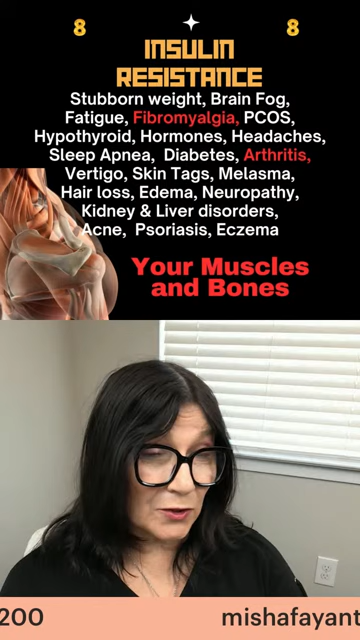 8 8
INSULIN
RESISTANCE
Stubborn weight, Brain Fog,
Fatigue, Fibromyalgia, PCOS,
Hypothyroid, Hormones, Headaches,
Sleep Apnea, Diabetes, Arthritis,
Vertigo, Skin Tags, Melasma,
Hair loss, Edema, Neuropathy,
Kidney & Liver disorders,
Acne, Psoriasis, Eczema
Your Muscles
and Bones
200 mishafayant